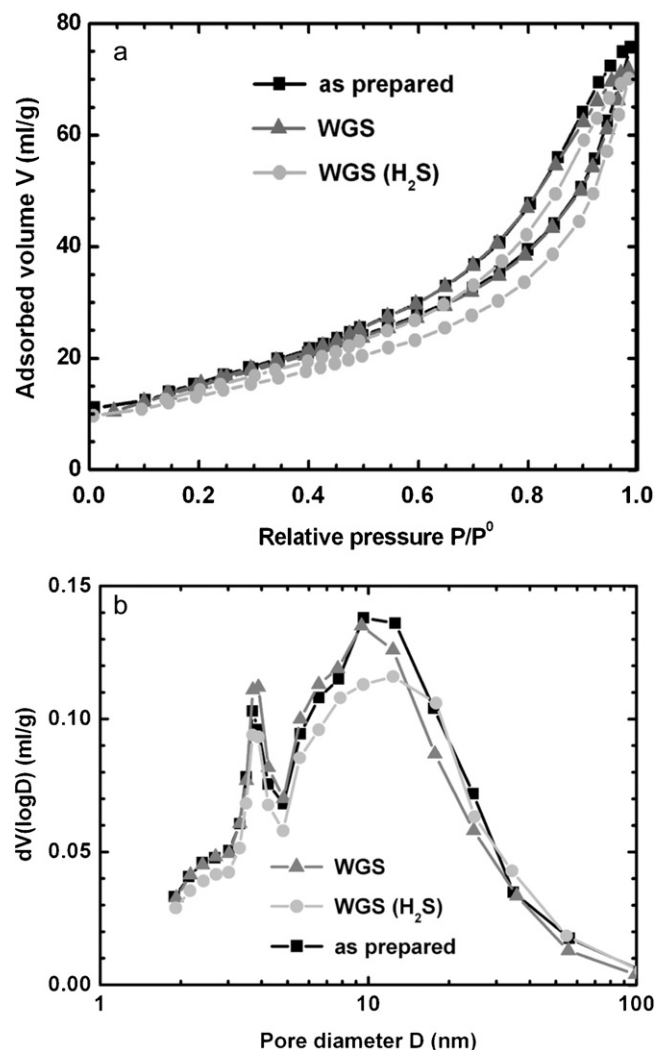 a
80
60
40
20
0
Adsorbed volume V (ml/g)
as prepared
WGS
WGS (H₂S)
0.0 0.2 0.4 0.6 0.8 1.0
Relative pressure P/P⁰
b
0.15
0.10
0.05
0.00
dV(logD) (ml/g)
WGS
WGS (H₂S)
as prepared
1 10 100
Pore diameter D (nm)